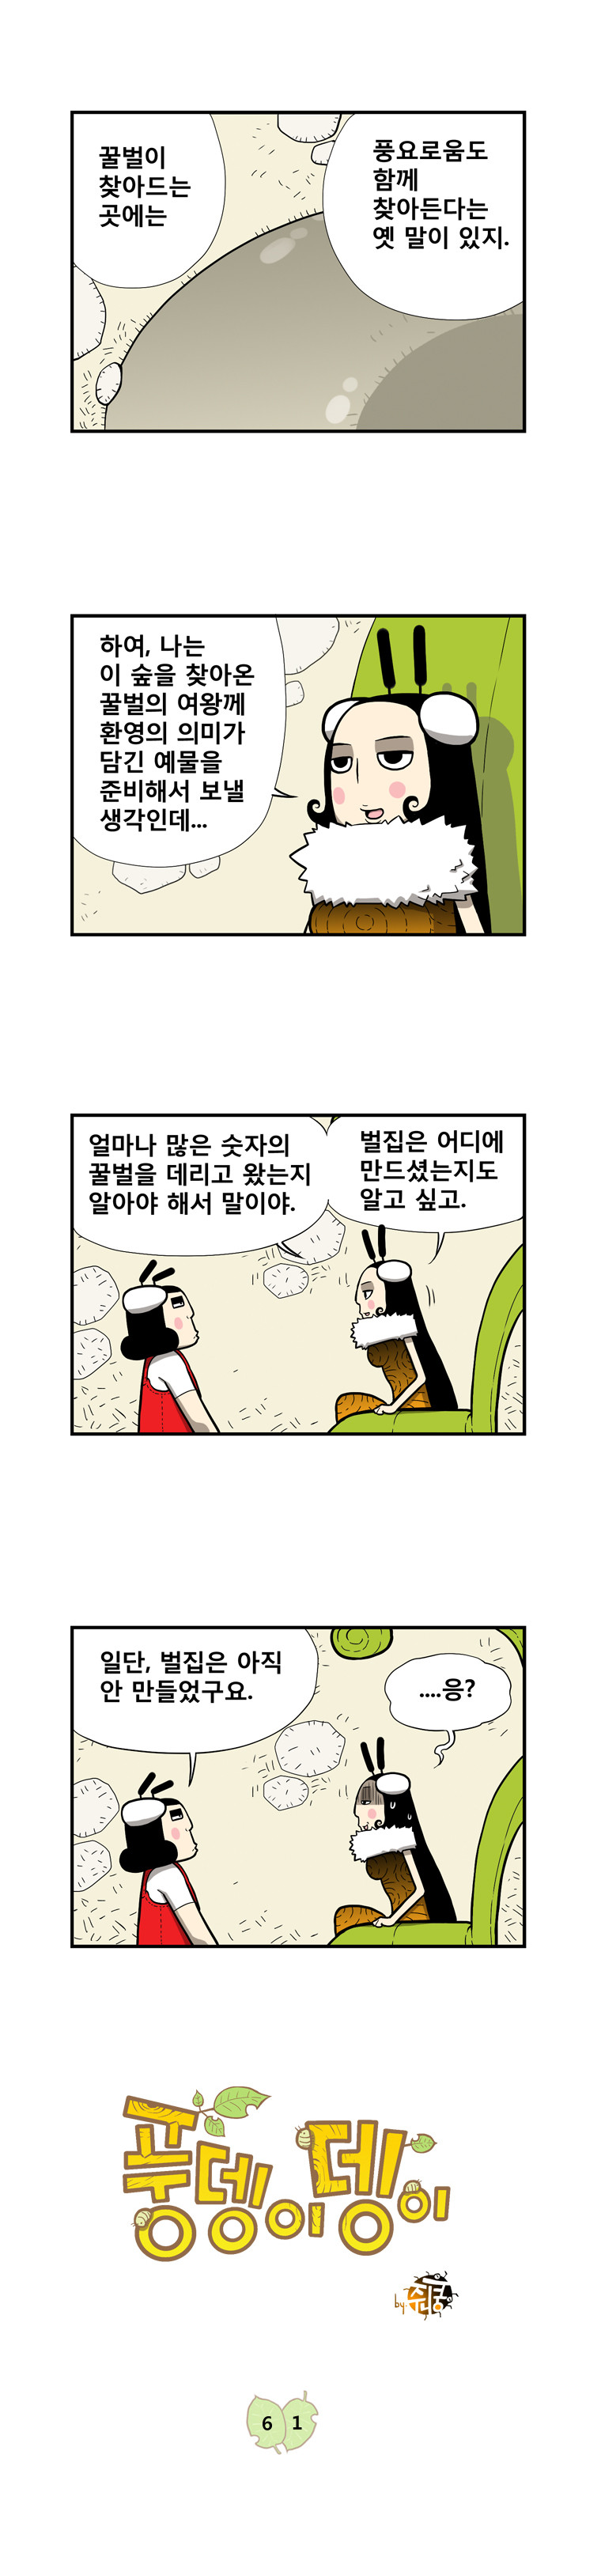 꿀벌이
찾아드는
곳에는
풍요로움도
함께
찾아든다는
옛 말이 있지.
하여, 나는
이 숲을 찾아온
꿀벌의 여왕께
환영의 의미가
담긴 예물을
준비해서 보낼
생각인데...
얼마나 많은 숫자의
꿀벌을 데리고 왔는지
알아야 해서 말이야.
벌집은 어디에
만드셨는지도
알고 싶고.
일단, 벌집은 아직
안 만들었구요.
....응?
풍뎅이뎅이
by 쉬쿵
6 1